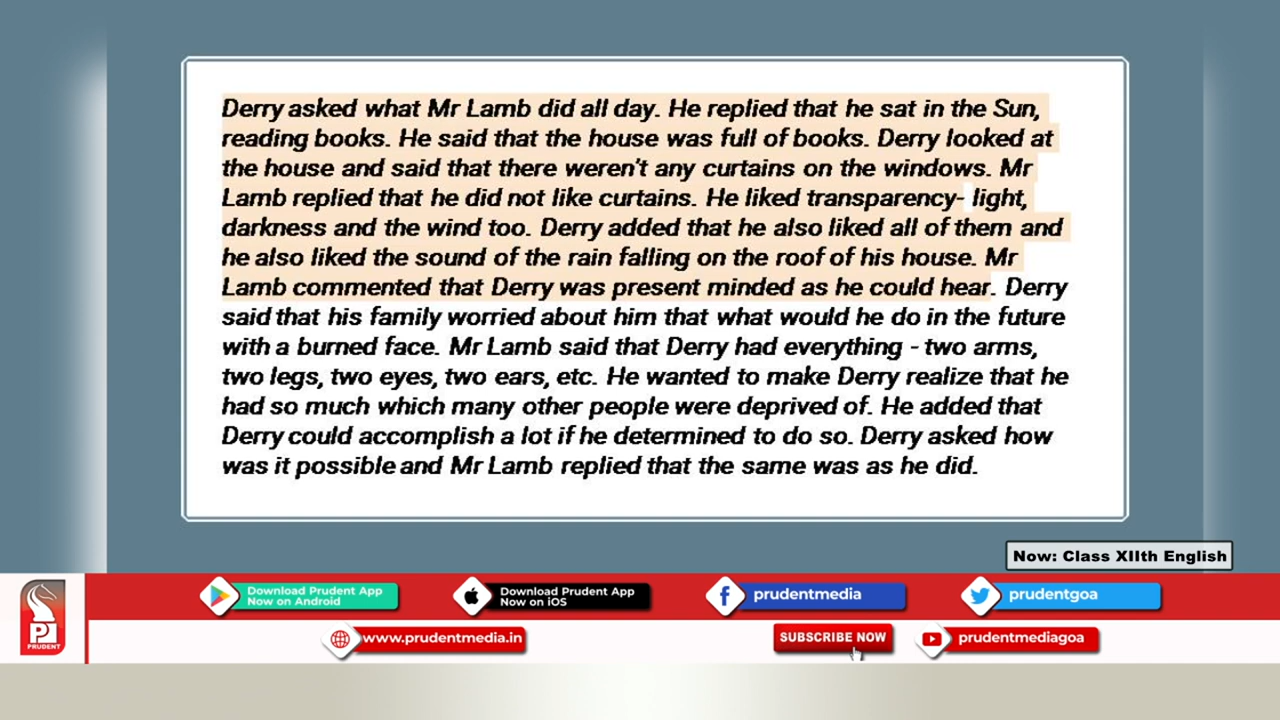 Derry asked what Mr Lamb did all day. He replied that he sat in the Sun,
reading books. He said that the house was full of books. Derry looked at
the house and said that there weren't any curtains on the windows. Mr
Lamb replied that he did not like curtains. He liked transparency- light,
darkness and the wind too. Derry added that he also liked all of them and
he also liked the sound of the rain falling on the roof of his house. Mr
Lamb commented that Derry was present minded as he could hear. Derry
said that his family worried about him that what would he do in the future
with a burned face. Mr Lamb said that Derry had everything - two arms,
two legs, two eyes, two ears, etc. He wanted to make Derry realize that he
had so much which many other people were deprived of. He added that
Derry could accomplish a lot if he determined to do so. Derry asked how
was it possible and Mr Lamb replied that the same was as he did.
Now: Class XIIth English
Download Prudent App
Now on Android
Download Prudent App
Now on iOS
prudentmedia
prudentgoa
PRUDENT
www.prudentmedia.in
SUBSCRIBE NOW
prudentmediagoa